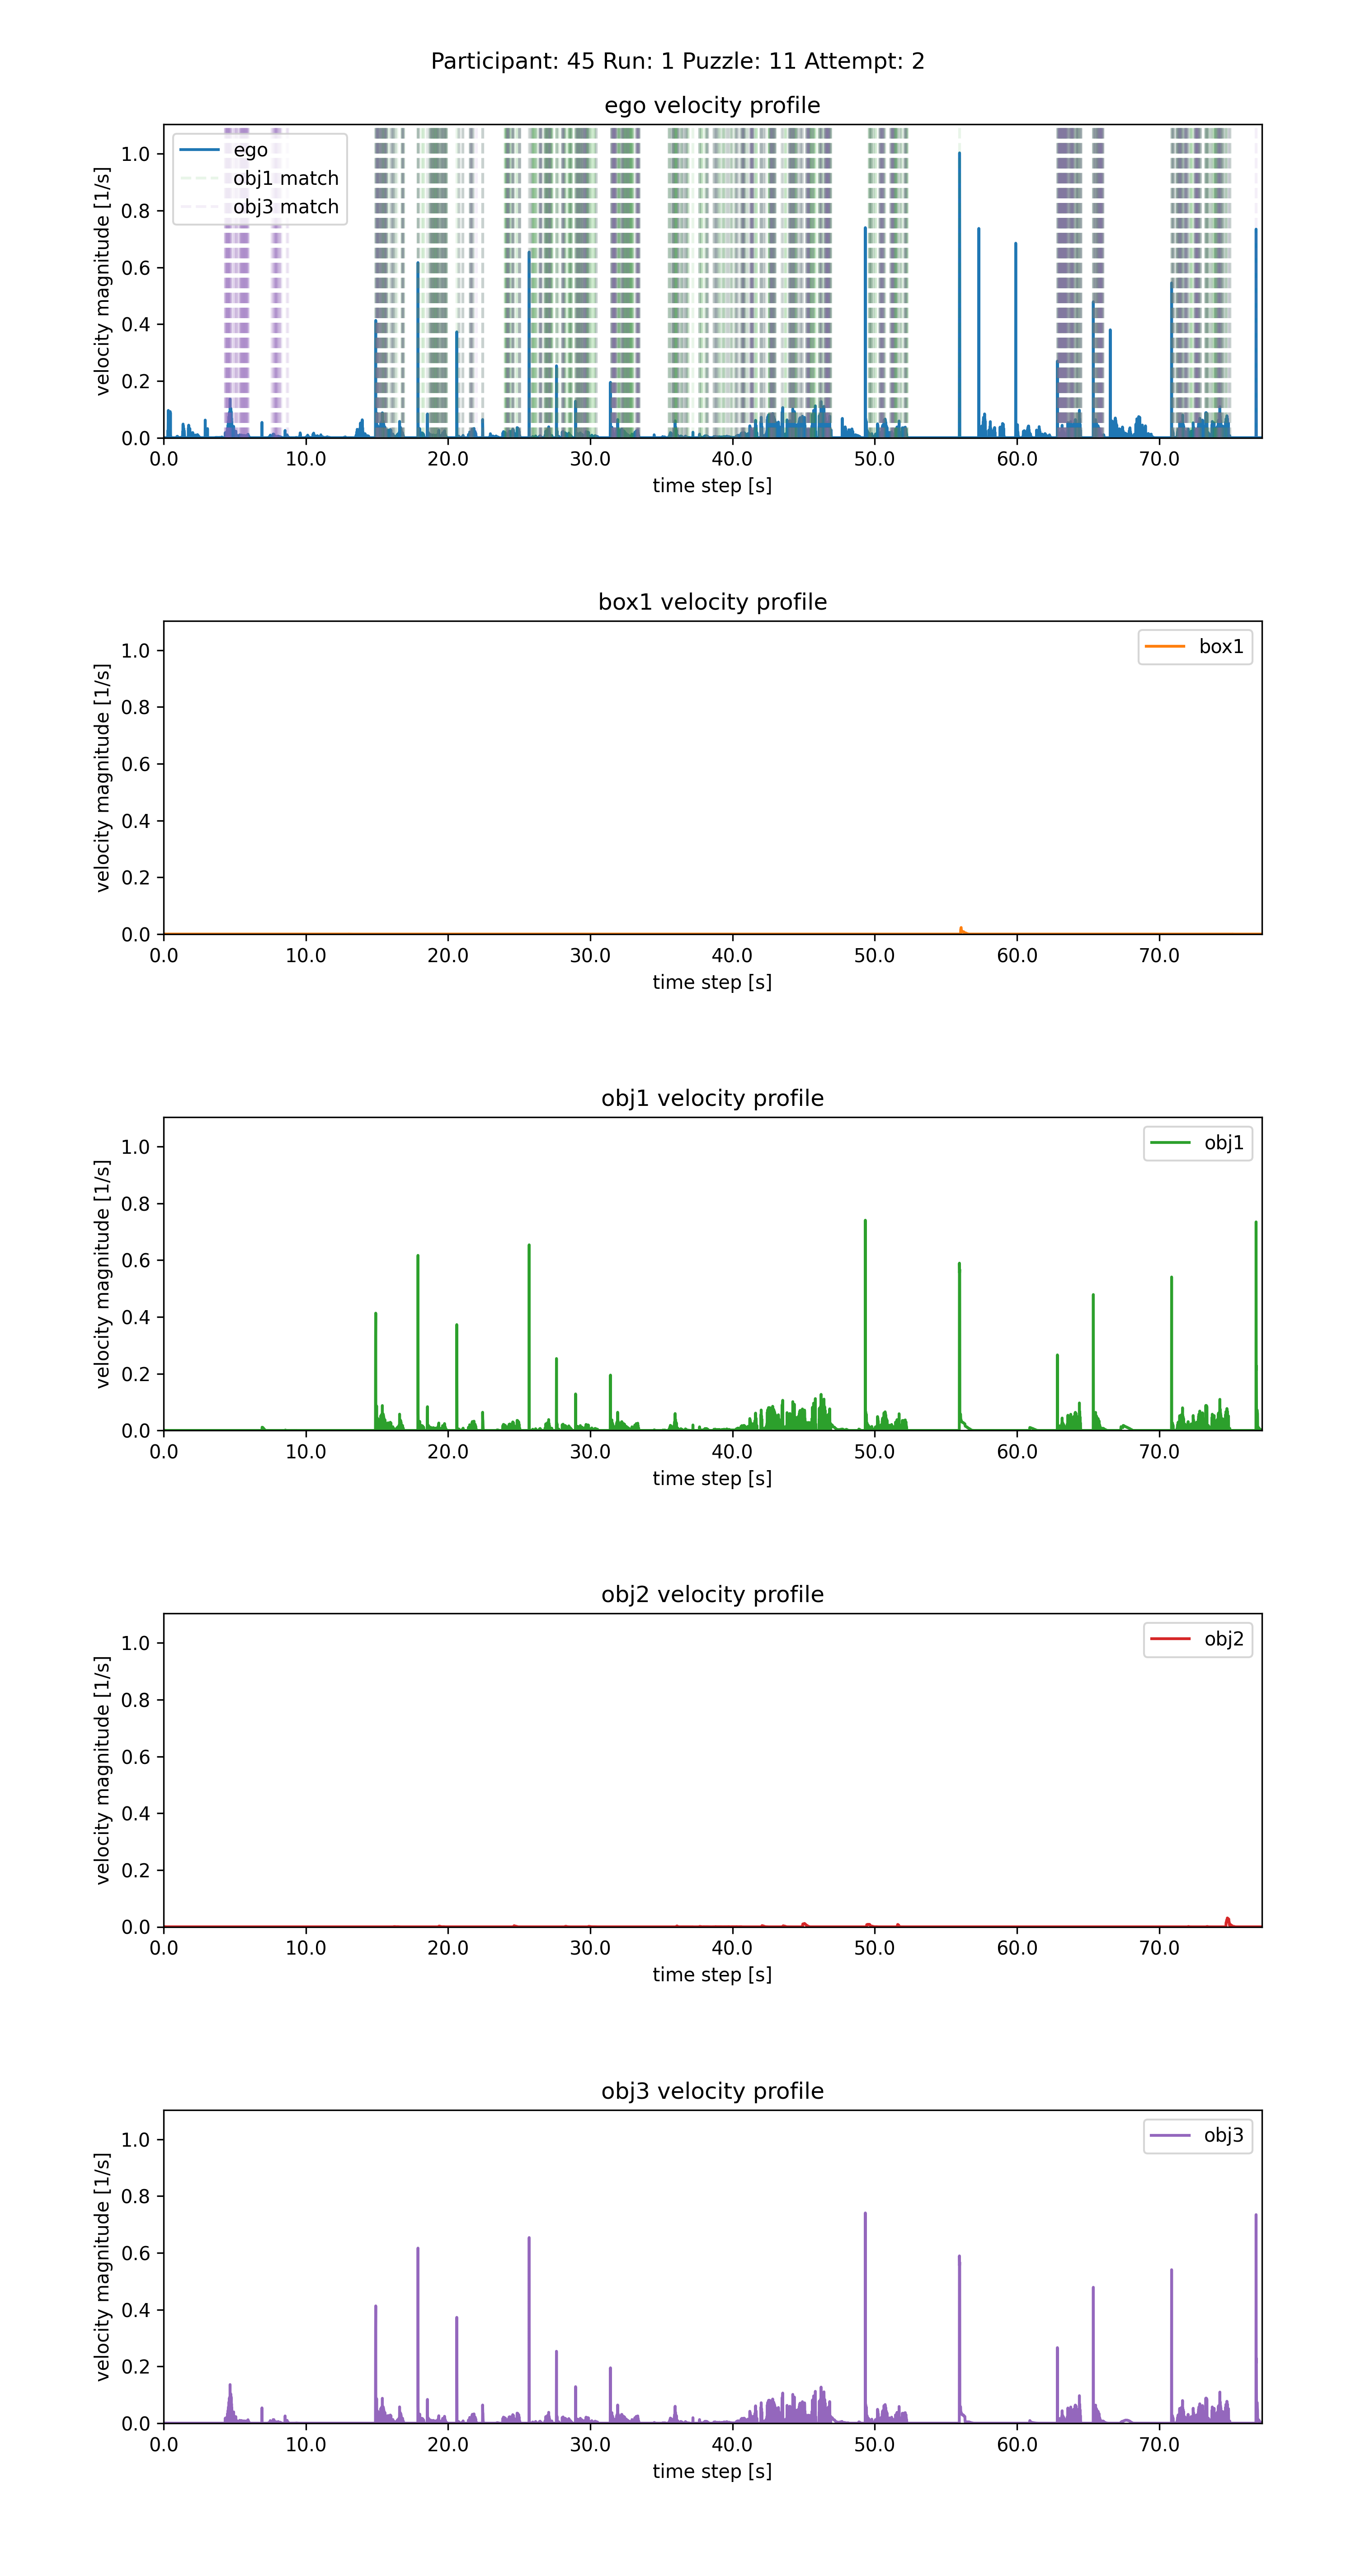 Participant: 45 Run: 1 Puzzle: 11 Attempt: 2
ego velocity profile
velocity magnitude [1/s]
1.0
0.8
0.6
0.4
0.2
0.0
ego
obj1 match
obj3 match
0.0 10.0 20.0 30.0 40.0 50.0 60.0 70.0
time step [s]
box1 velocity profile
velocity magnitude [1/s]
1.0
0.8
0.6
0.4
0.2
0.0
box1
0.0 10.0 20.0 30.0 40.0 50.0 60.0 70.0
time step [s]
obj1 velocity profile
velocity magnitude [1/s]
1.0
0.8
0.6
0.4
0.2
0.0
obj1
0.0 10.0 20.0 30.0 40.0 50.0 60.0 70.0
time step [s]
obj2 velocity profile
velocity magnitude [1/s]
1.0
0.8
0.6
0.4
0.2
0.0
obj2
0.0 10.0 20.0 30.0 40.0 50.0 60.0 70.0
time step [s]
obj3 velocity profile
velocity magnitude [1/s]
1.0
0.8
0.6
0.4
0.2
0.0
obj3
0.0 10.0 20.0 30.0 40.0 50.0 60.0 70.0
time step [s]